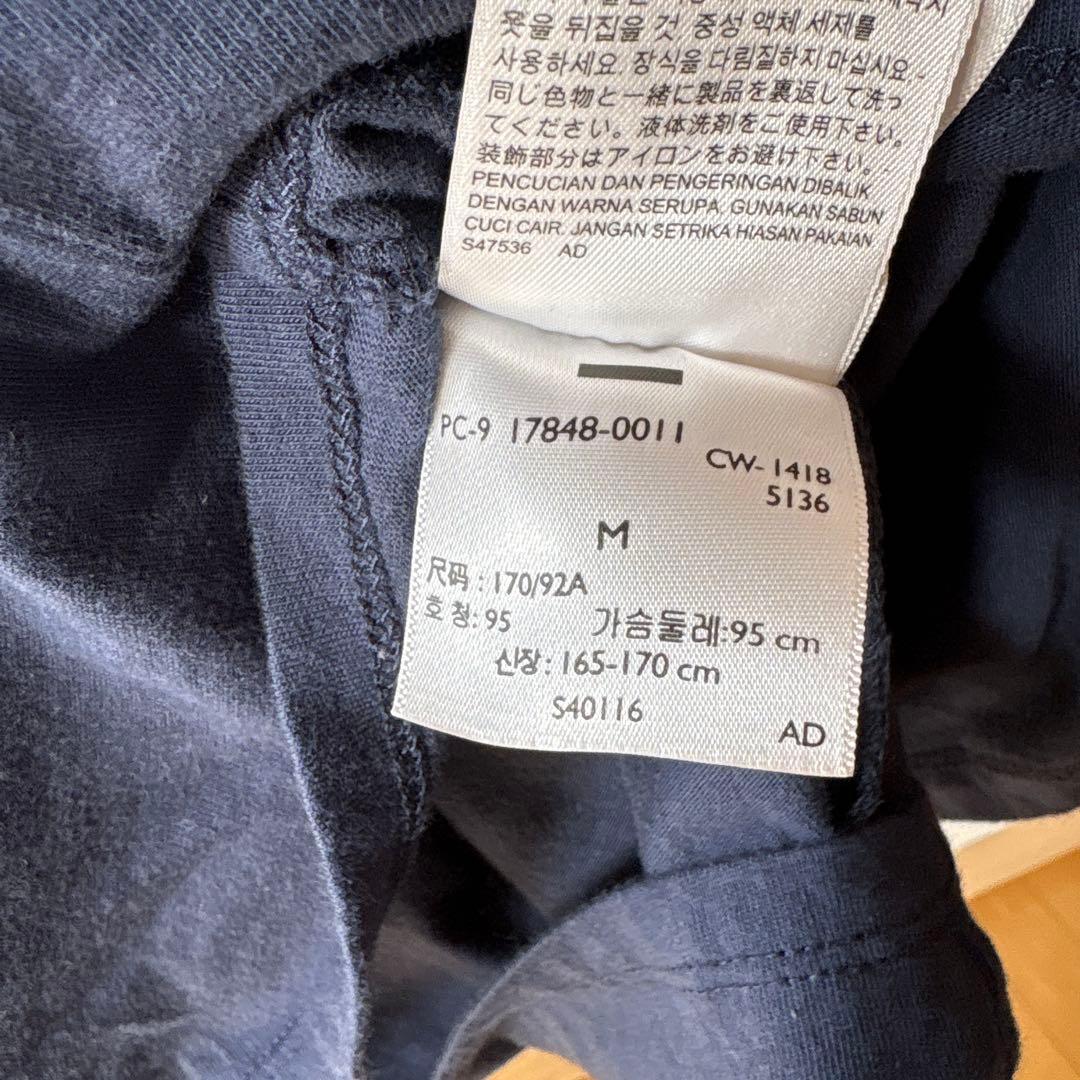 옷을 뒤집을 것 중성 액체 세제를
사용하세요. 장식을 다림질하지 마십시요 -
同じ色物と一緒に製品を裏返して洗っ
てください。液体洗剤をご使用下さい。
装飾部分はアイロンをお避け下さい。-
PENCUCIAN DAN PENGERINGAN DIBALIK
DENGAN WARNA SERUPA. GUNAKAN SABUN
CUCI CAIR. JANGAN SETRIKA HIASAN PAKAIAN
S47536 AD
PC-9 17848-0011
CW-1418
5136
M
尺码 : 170/92A
호 청: 95 가슴둘레:95 cm
신장: 165-170 cm
S40116
AD